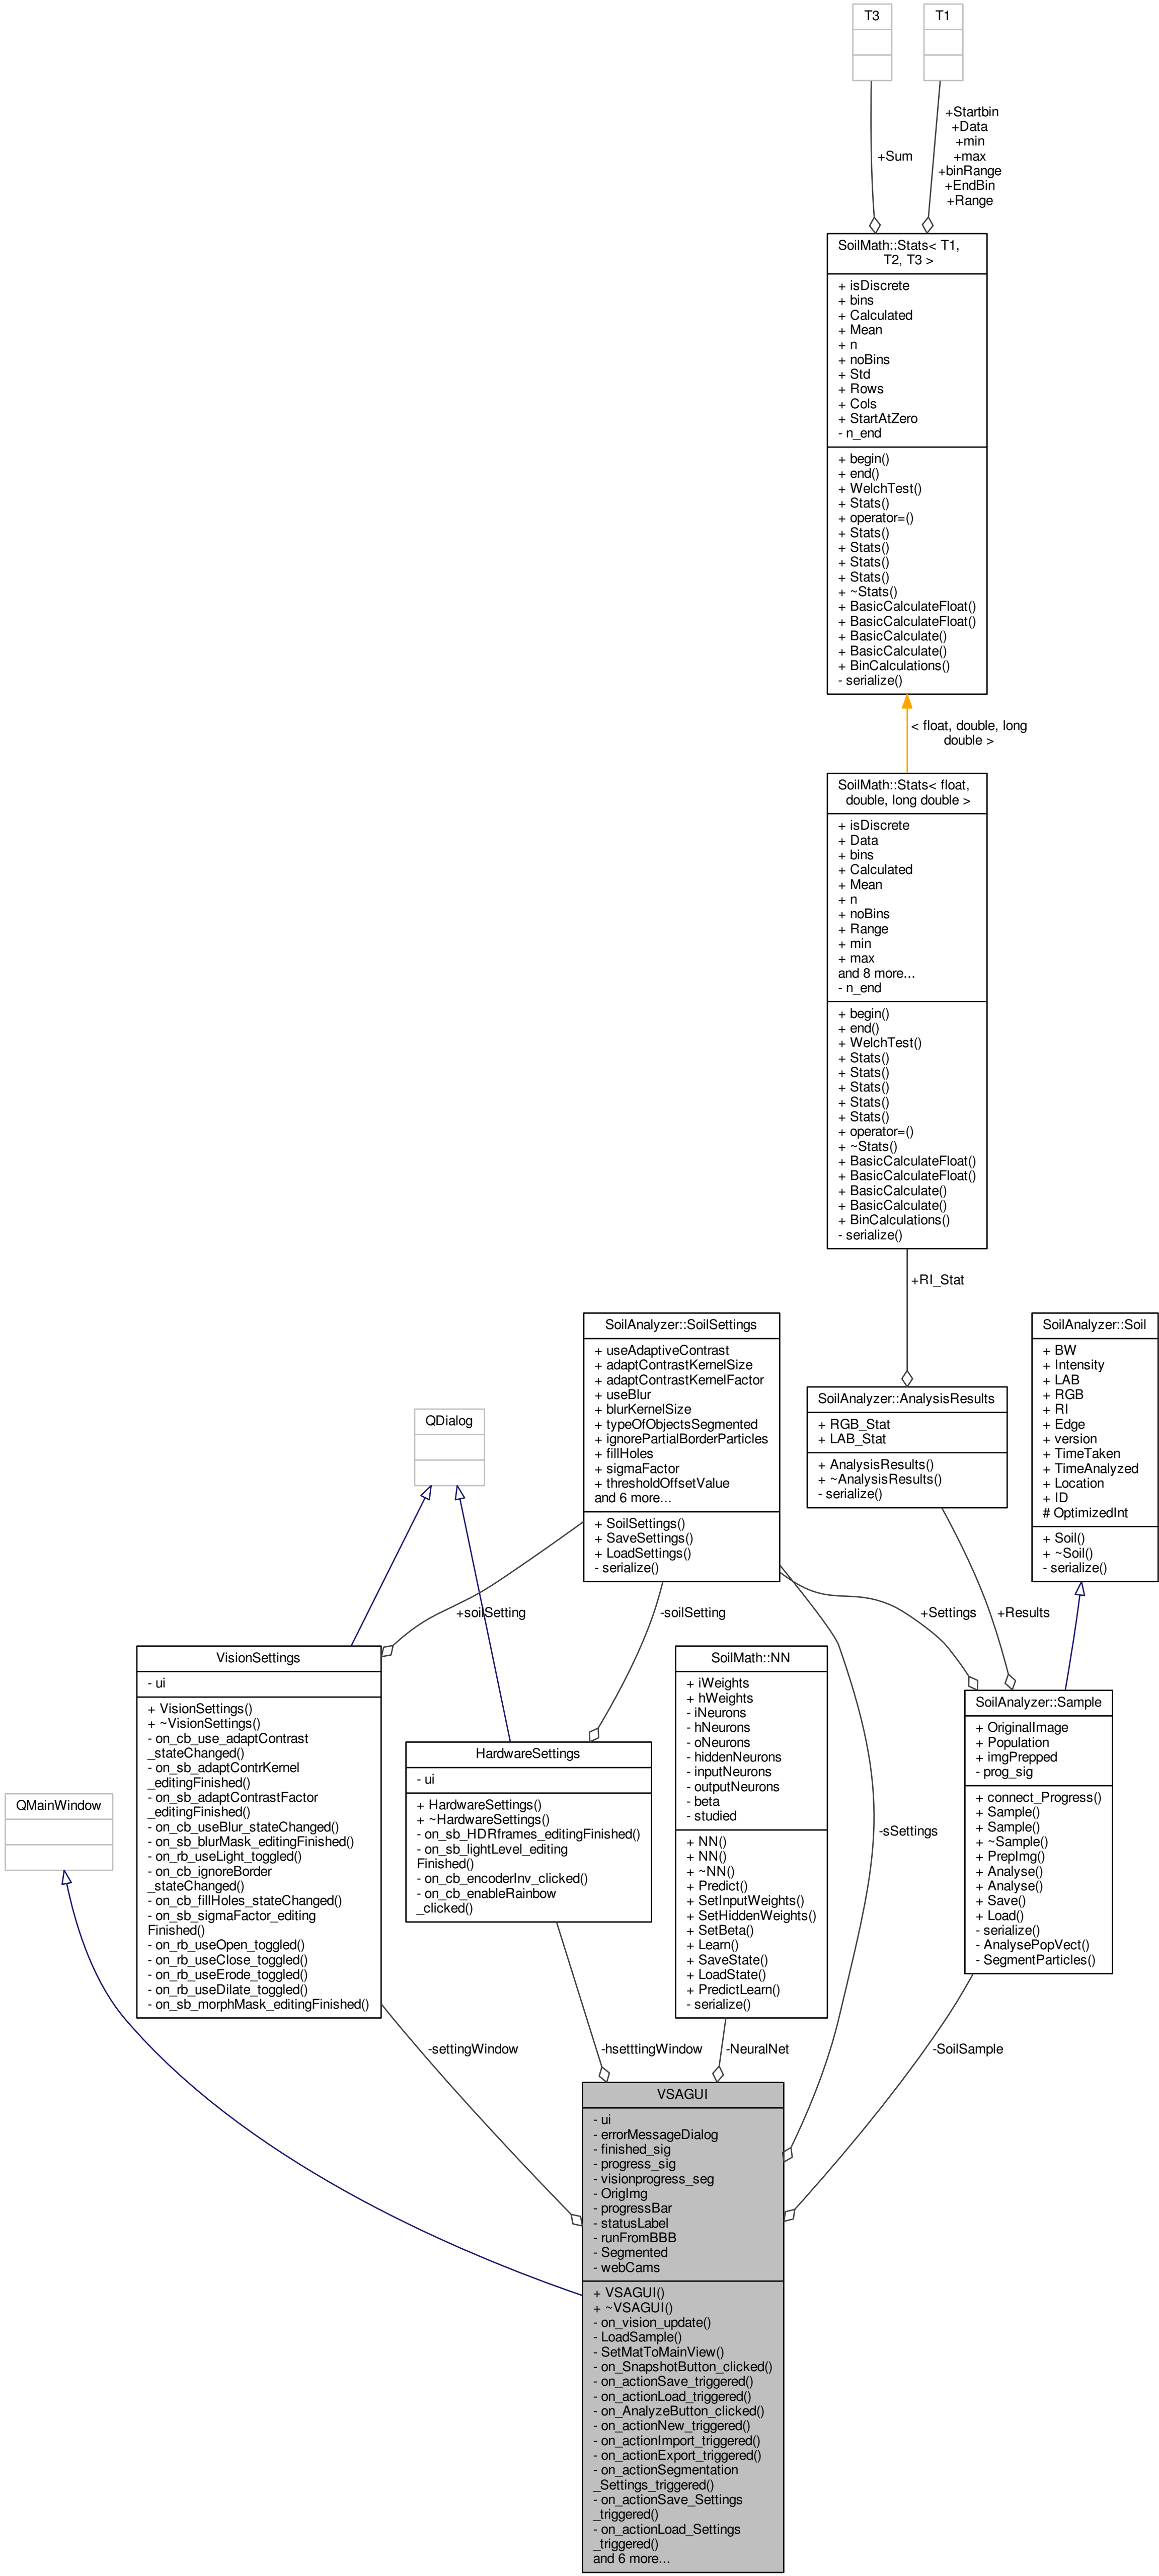 T3
T1
+Startbin
+Data
+min
+max
+binRange
+EndBin
+Range
+Sum
SoilMath::Stats< T1,
T2, T3 >
+ isDiscrete
+ bins
+ Calculated
+ Mean
+ n
+ noBins
+ Std
+ Rows
+ Cols
+ StartAtZero
- n_end
+ begin()
+ end()
+ WelchTest()
+ Stats()
+ operator=()
+ Stats()
+ Stats()
+ Stats()
+ Stats()
+ ~Stats()
+ BasicCalculateFloat()
+ BasicCalculateFloat()
+ BasicCalculate()
+ BasicCalculate()
+ BinCalculations()
- serialize()
< float, double, long
double >
SoilMath::Stats< float,
double, long double >
+ isDiscrete
+ Data
+ bins
+ Calculated
+ Mean
+ n
+ noBins
+ Range
+ min
+ max
and 8 more...
- n_end
+ begin()
+ end()
+ WelchTest()
+ Stats()
+ Stats()
+ Stats()
+ Stats()
+ Stats()
+ operator=()
+ ~Stats()
+ BasicCalculateFloat()
+ BasicCalculateFloat()
+ BasicCalculate()
+ BasicCalculate()
+ BinCalculations()
- serialize()
+RI_Stat
SoilAnalyzer::SoilSettings
+ useAdaptiveContrast
+ adaptContrastKernelSize
+ adaptContrastKernelFactor
+ useBlur
+ blurKernelSize
+ typeOfObjectsSegmented
+ ignorePartialBorderParticles
+ fillHoles
+ sigmaFactor
+ thresholdOffsetValue
and 6 more...
+ SoilSettings()
+ SaveSettings()
+ LoadSettings()
- serialize()
SoilAnalyzer::Soil
+ BW
+ Intensity
+ LAB
+ RGB
+ RI
+ Edge
+ version
+ TimeTaken
+ TimeAnalyzed
+ Location
+ ID
# OptimizedInt
+ Soil()
+ ~Soil()
- serialize()
SoilAnalyzer::AnalysisResults
+ RGB_Stat
+ LAB_Stat
+ AnalysisResults()
+ ~AnalysisResults()
- serialize()
QDialog
+soilSetting
-soilSetting
+Settings
+Results
VisionSettings
- ui
+ VisionSettings()
+ ~VisionSettings()
- on_cb_use_adaptContrast
_stateChanged()
- on_sb_adaptContrKernel
_editingFinished()
- on_sb_adaptContrastFactor
_editingFinished()
- on_cb_useBlur_stateChanged()
- on_sb_blurMask_editingFinished()
- on_rb_useLight_toggled()
- on_cb_ignoreBorder
_stateChanged()
- on_cb_fillHoles_stateChanged()
- on_sb_sigmaFactor_editing
Finished()
- on_rb_useOpen_toggled()
- on_rb_useClose_toggled()
- on_rb_useErode_toggled()
- on_rb_useDilate_toggled()
- on_sb_morphMask_editingFinished()
SoilMath::NN
+ iWeights
+ hWeights
- iNeurons
- hNeurons
- oNeurons
- hiddenNeurons
- inputNeurons
- outputNeurons
- beta
- studied
+ NN()
+ NN()
+ ~NN()
+ Predict()
+ SetInputWeights()
+ SetHiddenWeights()
+ SetBeta()
+ Learn()
+ SaveState()
+ LoadState()
+ PredictLearn()
- serialize()
SoilAnalyzer::Sample
+ OriginalImage
+ Population
+ imgPrepped
- prog_sig
+ connect_Progress()
+ Sample()
+ Sample()
+ ~Sample()
+ PrepImg()
+ Analyse()
+ Analyse()
+ Save()
+ Load()
- serialize()
- AnalysePopVect()
- SegmentParticles()
HardwareSettings
- ui
+ HardwareSettings()
+ ~HardwareSettings()
- on_sb_HDRframes_editingFinished()
- on_sb_lightLevel_editing
Finished()
- on_cb_encoderInv_clicked()
- on_cb_enableRainbow
_clicked()
QMainWindow
-sSettings
-settingWindow
-hsetttingWindow
-NeuralNet
-SoilSample
VSAGUI
- ui
- errorMessageDialog
- finished_sig
- progress_sig
- visionprogress_seg
- OrigImg
- progressBar
- statusLabel
- runFromBBB
- Segmented
- webCams
+ VSAGUI()
+ ~VSAGUI()
- on_vision_update()
- LoadSample()
- SetMatToMainView()
- on_SnapshotButton_clicked()
- on_actionSave_triggered()
- on_actionLoad_triggered()
- on_AnalyzeButton_clicked()
- on_actionNew_triggered()
- on_actionImport_triggered()
- on_actionExport_triggered()
- on_actionSegmentation
_Settings_triggered()
- on_actionSave_Settings
_triggered()
- on_actionLoad_Settings
_triggered()
and 6 more...